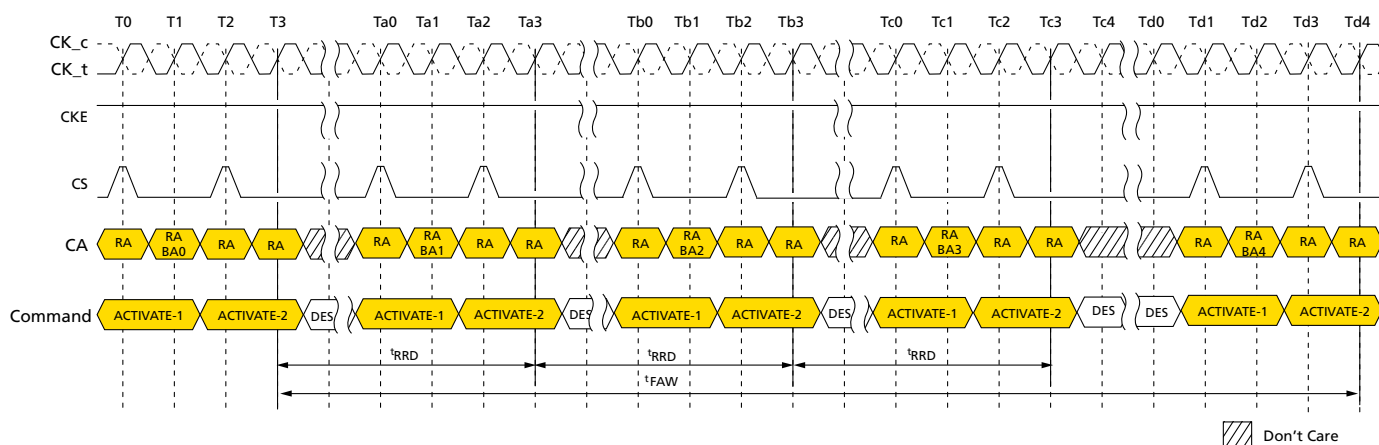 T0 T1 T2 T3 Ta0 Ta1 Ta2 Ta3 Tb0 Tb1 Tb2 Tb3 Tc0 Tc1 Tc2 Tc3 Tc4 Td0 Td1 Td2 Td3 Td4
CK_c
CK_t
CKE
CS
CA RA RA BA0 RA RA RA RA BA1 RA RA RA RA BA2 RA RA RA RA BA3 RA RA RA RA BA4 RA RA
Command ACTIVATE-1 ACTIVATE-2 DES ACTIVATE-1 ACTIVATE-2 DES ACTIVATE-1 ACTIVATE-2 DES ACTIVATE-1 ACTIVATE-2 DES DES ACTIVATE-1 ACTIVATE-2
tRRD tRRD tRRD
tFAW
Don't Care